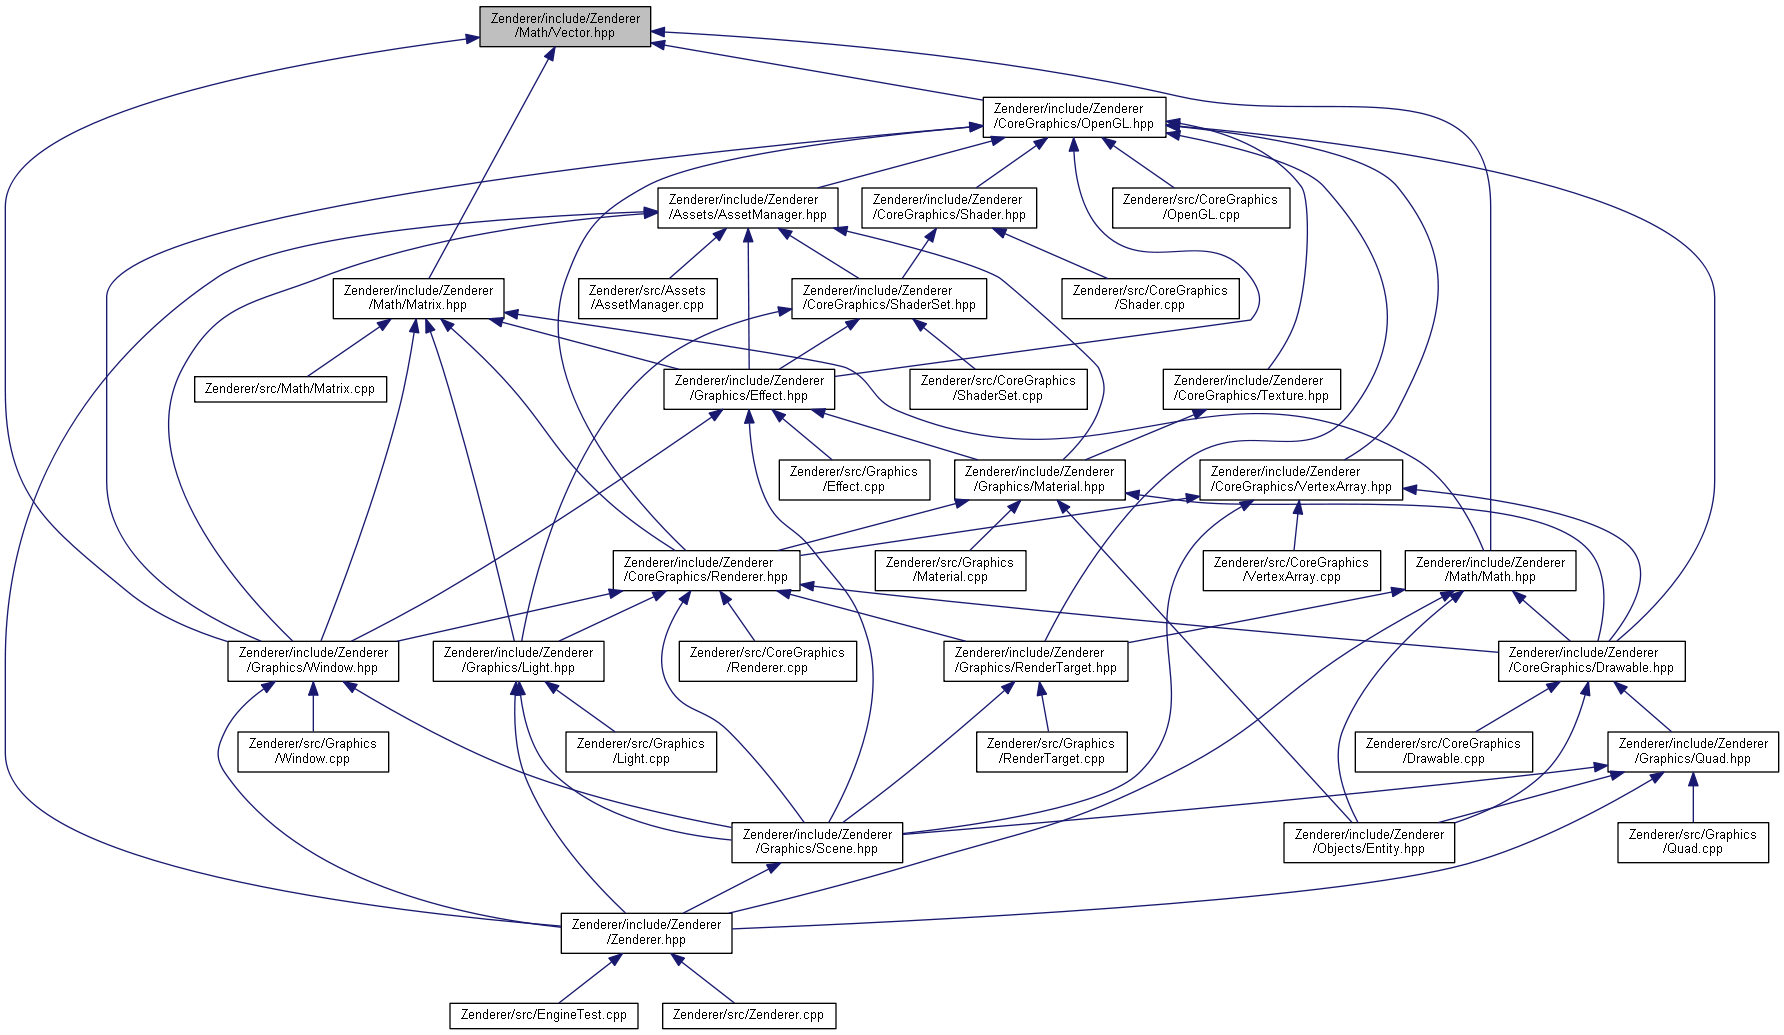 Zenderer/include/Zenderer
/Math/Vector.hpp
Zenderer/include/Zenderer
/CoreGraphics/OpenGL.hpp
Zenderer/include/Zenderer
/Assets/AssetManager.hpp
Zenderer/include/Zenderer
/CoreGraphics/Shader.hpp
Zenderer/src/CoreGraphics
/OpenGL.cpp
Zenderer/include/Zenderer
/Math/Matrix.hpp
Zenderer/src/Assets
/AssetManager.cpp
Zenderer/include/Zenderer
/CoreGraphics/ShaderSet.hpp
Zenderer/src/CoreGraphics
/Shader.cpp
Zenderer/src/Math/Matrix.cpp
Zenderer/include/Zenderer
/Graphics/Effect.hpp
Zenderer/src/CoreGraphics
/ShaderSet.cpp
Zenderer/include/Zenderer
/CoreGraphics/Texture.hpp
Zenderer/src/Graphics
/Effect.cpp
Zenderer/include/Zenderer
/Graphics/Material.hpp
Zenderer/include/Zenderer
/CoreGraphics/VertexArray.hpp
Zenderer/include/Zenderer
/CoreGraphics/Renderer.hpp
Zenderer/src/Graphics
/Material.cpp
Zenderer/src/CoreGraphics
/VertexArray.cpp
Zenderer/include/Zenderer
/Math/Math.hpp
Zenderer/include/Zenderer
/Graphics/Window.hpp
Zenderer/include/Zenderer
/Graphics/Light.hpp
Zenderer/src/CoreGraphics
/Renderer.cpp
Zenderer/include/Zenderer
/Graphics/RenderTarget.hpp
Zenderer/include/Zenderer
/CoreGraphics/Drawable.hpp
Zenderer/src/Graphics
/Window.cpp
Zenderer/src/Graphics
/Light.cpp
Zenderer/src/Graphics
/RenderTarget.cpp
Zenderer/src/CoreGraphics
/Drawable.cpp
Zenderer/include/Zenderer
/Graphics/Quad.hpp
Zenderer/include/Zenderer
/Graphics/Scene.hpp
Zenderer/include/Zenderer
/Objects/Entity.hpp
Zenderer/src/Graphics
/Quad.cpp
Zenderer/include/Zenderer
/Zenderer.hpp
Zenderer/src/EngineTest.cpp
Zenderer/src/Zenderer.cpp